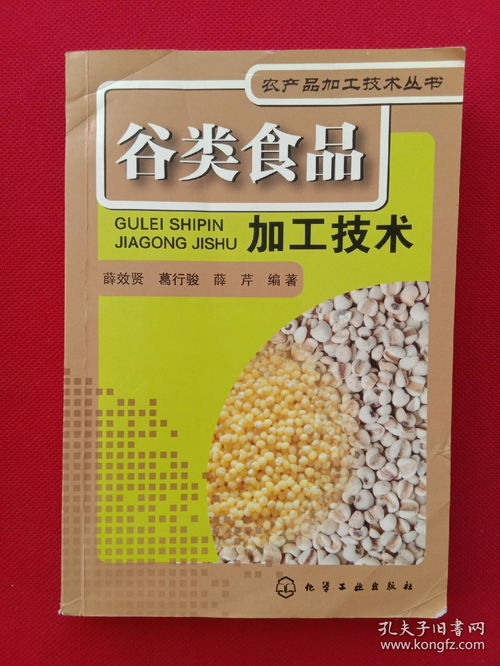 农产品加工技术丛书
谷类食品
GULEI SHIPIN
JIAGONG JISHU
加工技术
薛效贤 葛行骏 薛 芹 编著
化学工业出版社
孔夫子旧书网
www.kongfz.com